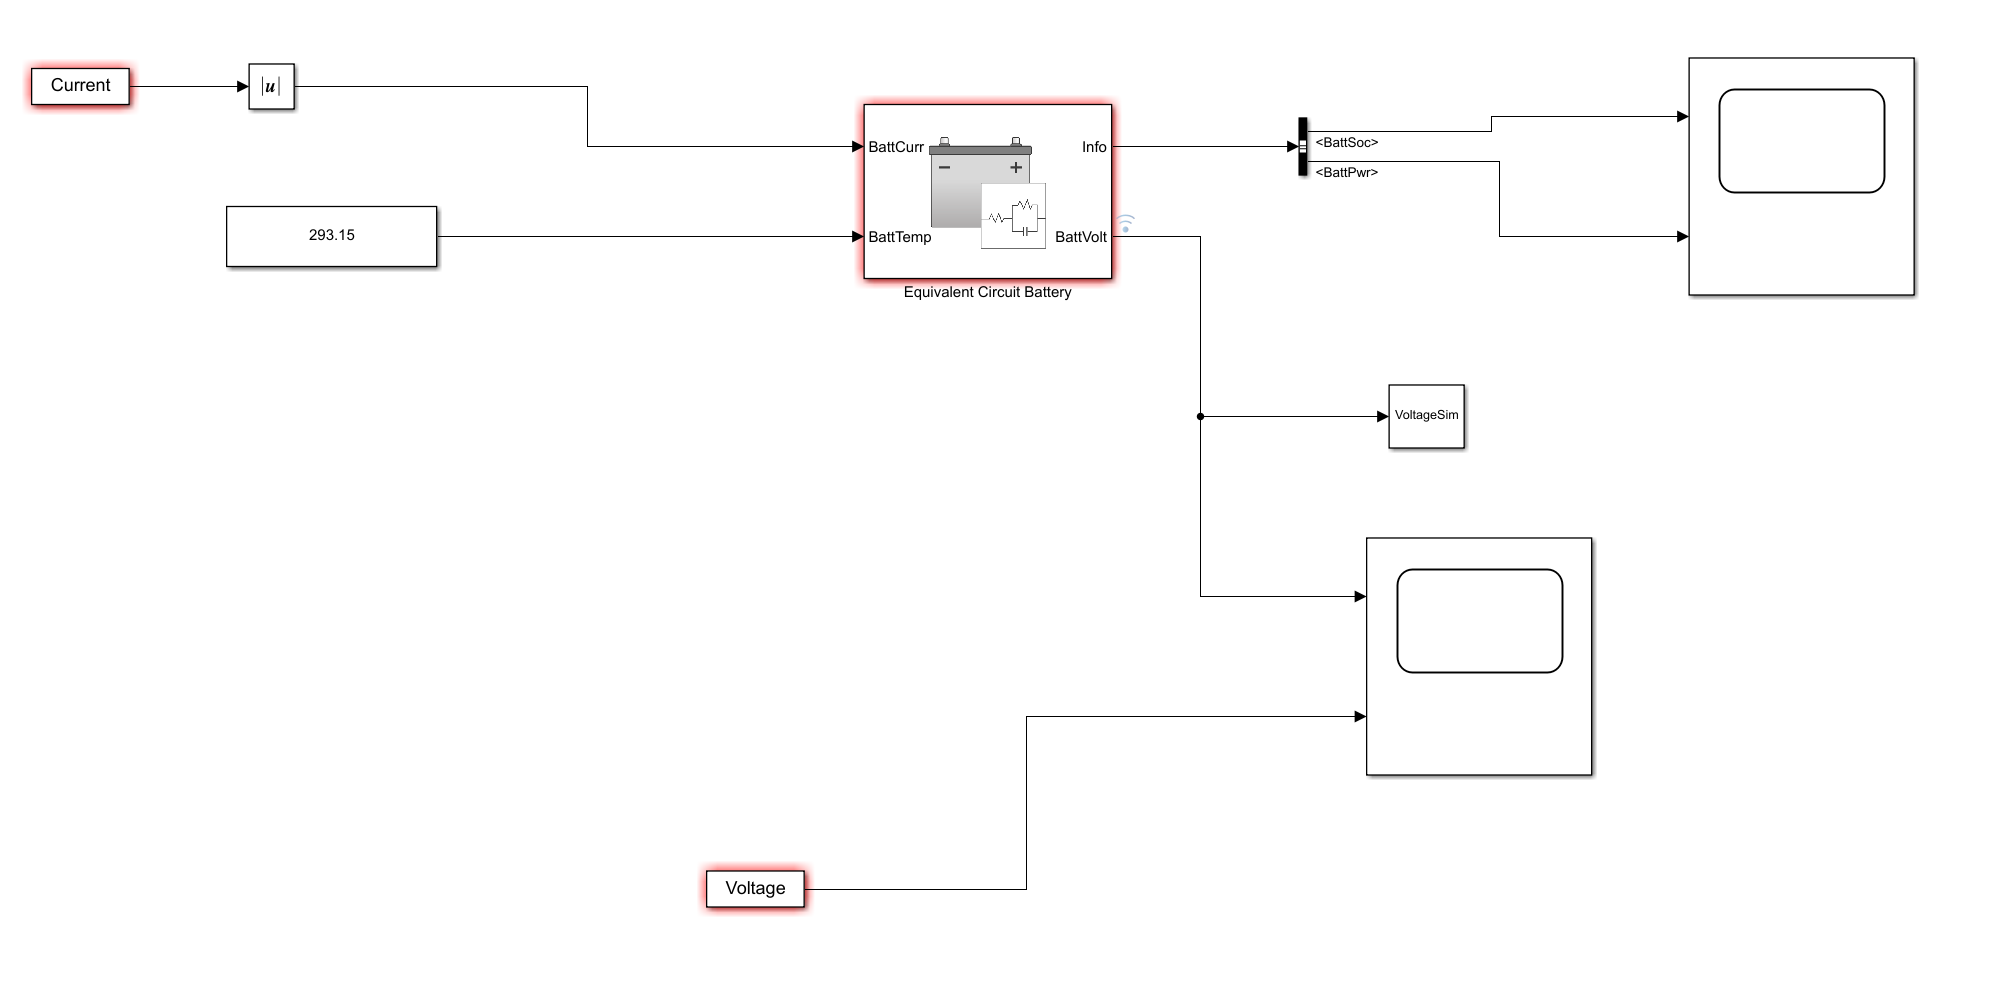 Current
|u|
BattCurr
Info
<BattSoc>
<BattPwr>
− +
293.15
BattTemp
BattVolt
Equivalent Circuit Battery
VoltageSim
Voltage